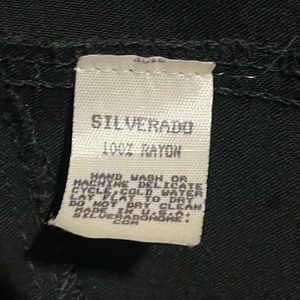 SILVERADO
100% RAYON
HAND WASH OR
MACHINE DELICATE
CYCLE, COLD WATER
LAY FLAT TO DRY
DO NOT DRY CLEAN
MADE IN U.S.A.
SILVERADOHOME.
COM